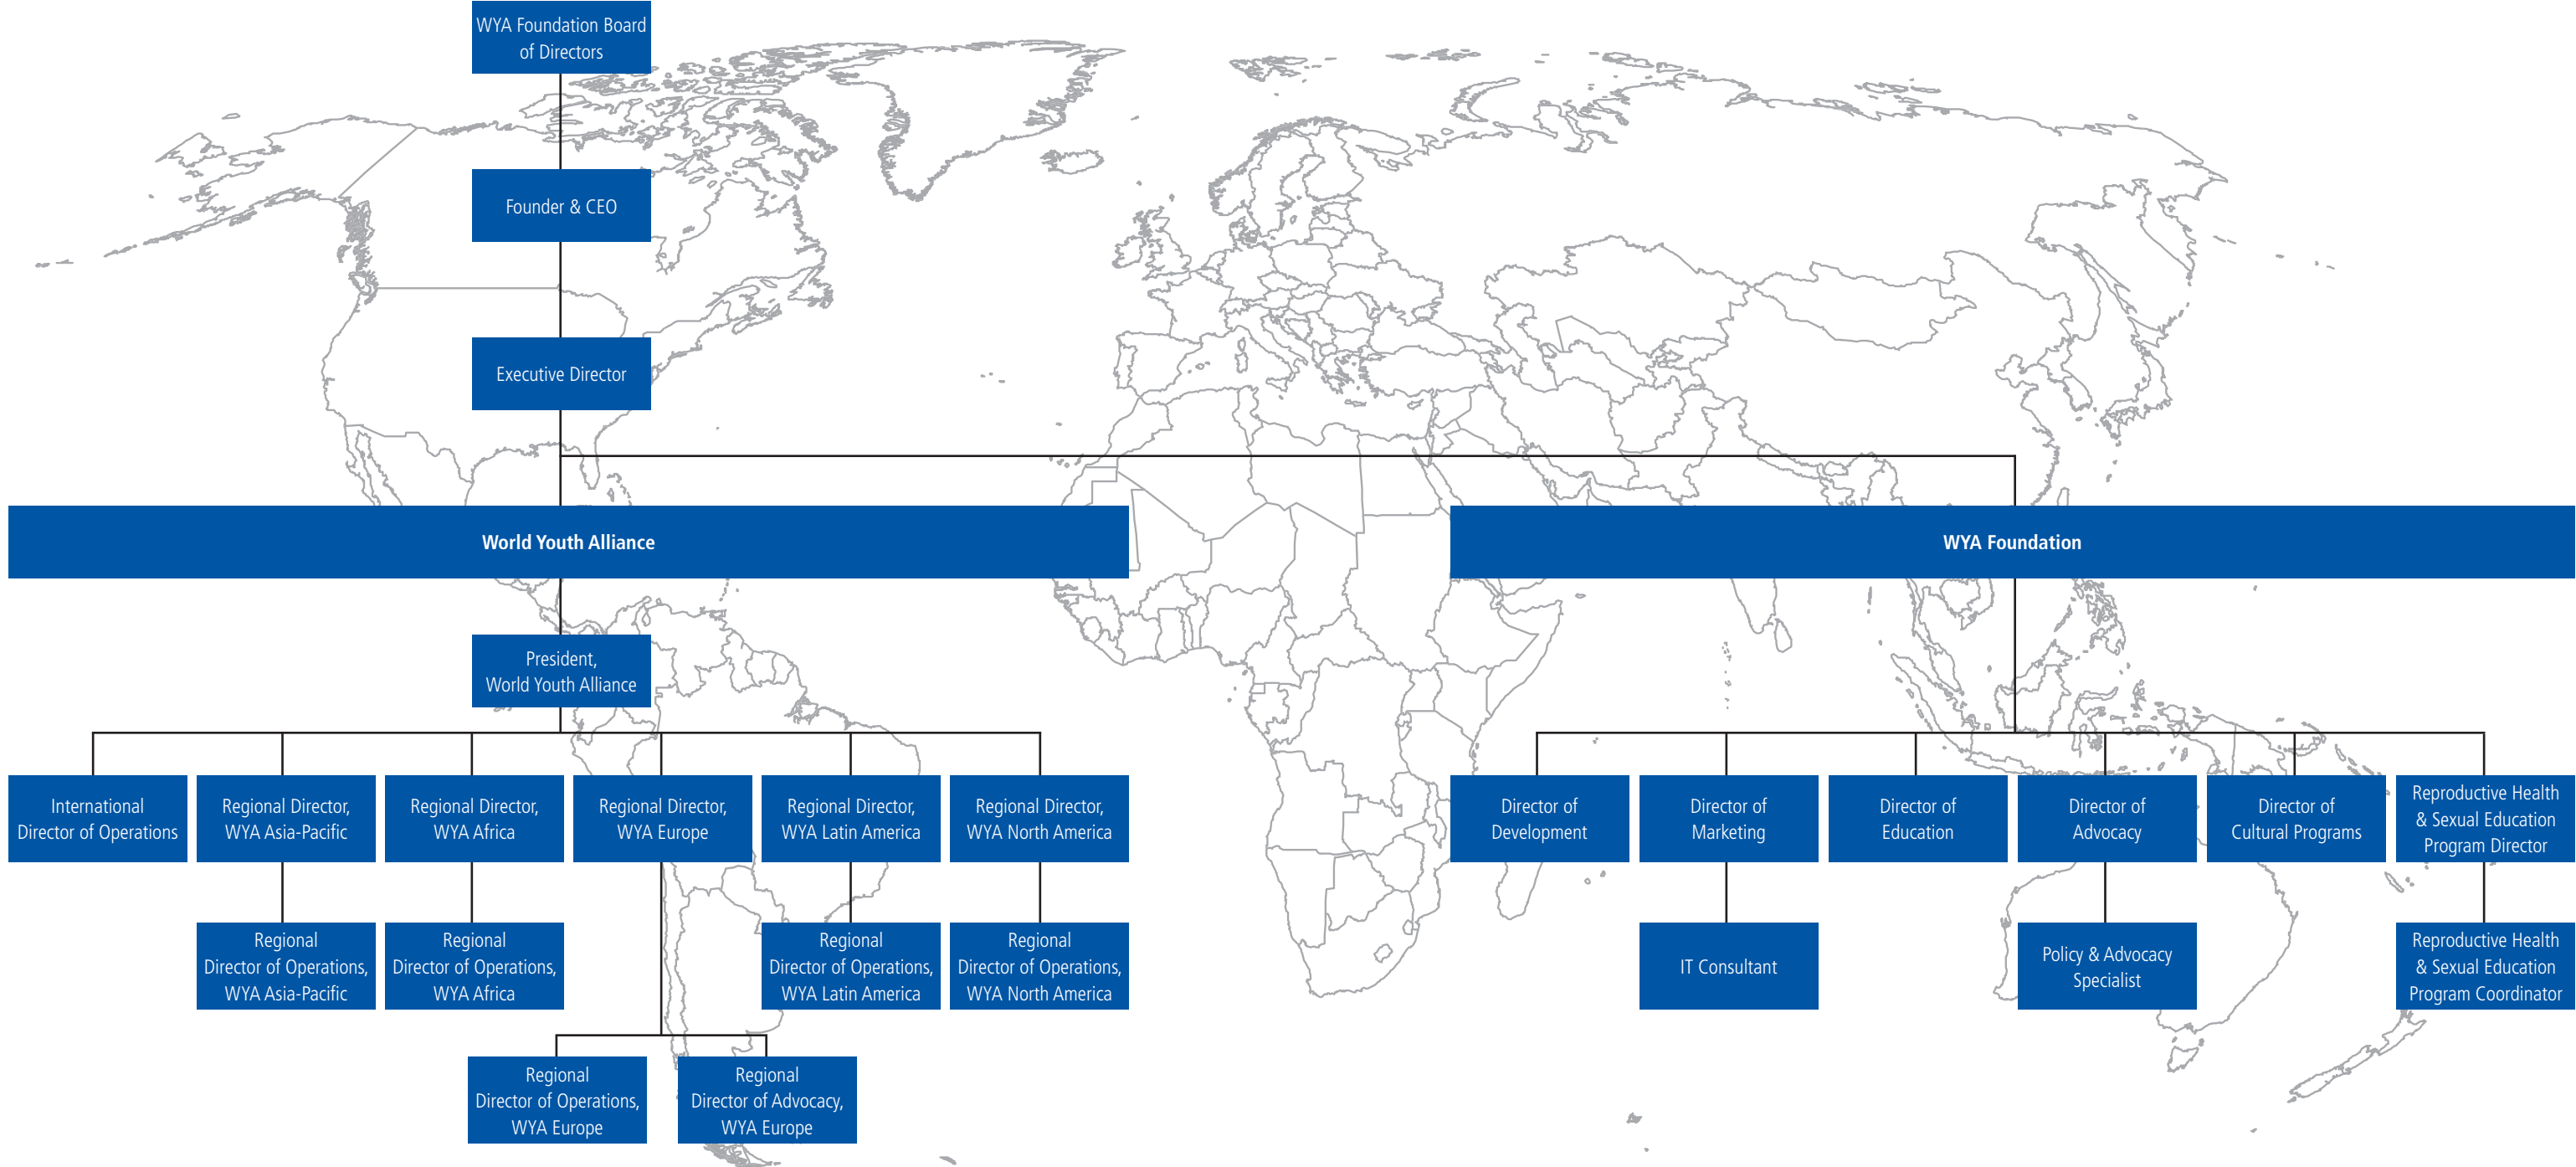 WYA Foundation Board
of Directors
Founder & CEO
Executive Director
World Youth Alliance
WYA Foundation
President,
World Youth Alliance
International
Director of Operations
Regional Director,
WYA Asia-Pacific
Regional Director,
WYA Africa
Regional Director,
WYA Europe
Regional Director,
WYA Latin America
Regional Director,
WYA North America
Director of
Development
Director of
Marketing
Director of
Education
Director of
Advocacy
Director of
Cultural Programs
Reproductive Health
& Sexual Education
Program Director
Regional
Director of Operations,
WYA Asia-Pacific
Regional
Director of Operations,
WYA Africa
Regional
Director of Operations,
WYA Latin America
Regional
Director of Operations,
WYA North America
IT Consultant
Policy & Advocacy
Specialist
Reproductive Health
& Sexual Education
Program Coordinator
Regional
Director of Operations,
WYA Europe
Regional
Director of Advocacy,
WYA Europe